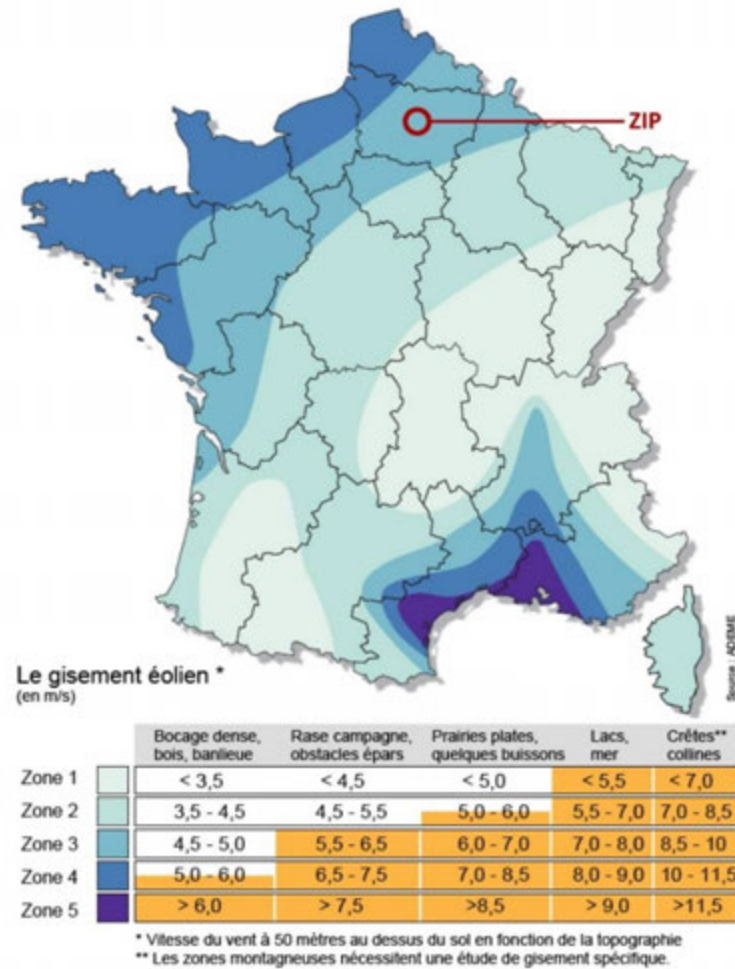 ZIP
Source : ADEME
Le gisement éolien *
(en m/s)
Bocage dense, bois, banlieue | Rase campagne, obstacles épars | Prairies plates, quelques buissons | Lacs, mer | Crêtes** collines
Zone 1 < 3,5 < 4,5 < 5,0 < 5,5 < 7,0
Zone 2 3,5 - 4,5 4,5 - 5,5 5,0 - 6,0 5,5 - 7,0 7,0 - 8,5
Zone 3 4,5 - 5,0 5,5 - 6,5 6,0 - 7,0 7,0 - 8,0 8,5 - 10
Zone 4 5,0 - 6,0 6,5 - 7,5 7,0 - 8,5 8,0 - 9,0 10 - 11,5
Zone 5 > 6,0 > 7,5 >8,5 > 9,0 >11,5
* Vitesse du vent à 50 mètres au dessus du sol en fonction de la topographie
** Les zones montagneuses nécessitent une étude de gisement spécifique.